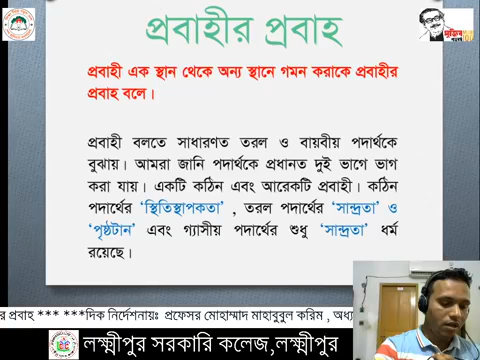 প্রবাহীর প্রবাহ
প্রবাহী এক স্থান থেকে অন্য স্থানে গমন করাকে প্রবাহীর
প্রবাহ বলে।
প্রবাহী বলতে সাধারণত তরল ও বায়বীয় পদার্থকে
বুঝায়। আমরা জানি পদার্থকে প্রধানত দুই ভাগে ভাগ
করা যায়। একটি কঠিন এবং আরেকটি প্রবাহী। কঠিন
পদার্থের ‘স্থিতিস্থাপকতা’ , তরল পদার্থের ‘সান্দ্রতা’ ও
‘পৃষ্ঠটান’ এবং গ্যাসীয় পদার্থের শুধু ‘সান্দ্রতা’ ধর্ম
রয়েছে।
র প্রবাহ *** ***দিক নির্দেশনায়ঃ প্রফেসর মোহাম্মাদ মাহাবুবুল করিম , অধ্য
লক্ষ্মীপুর সরকারি কলেজ,লক্ষ্মীপুর